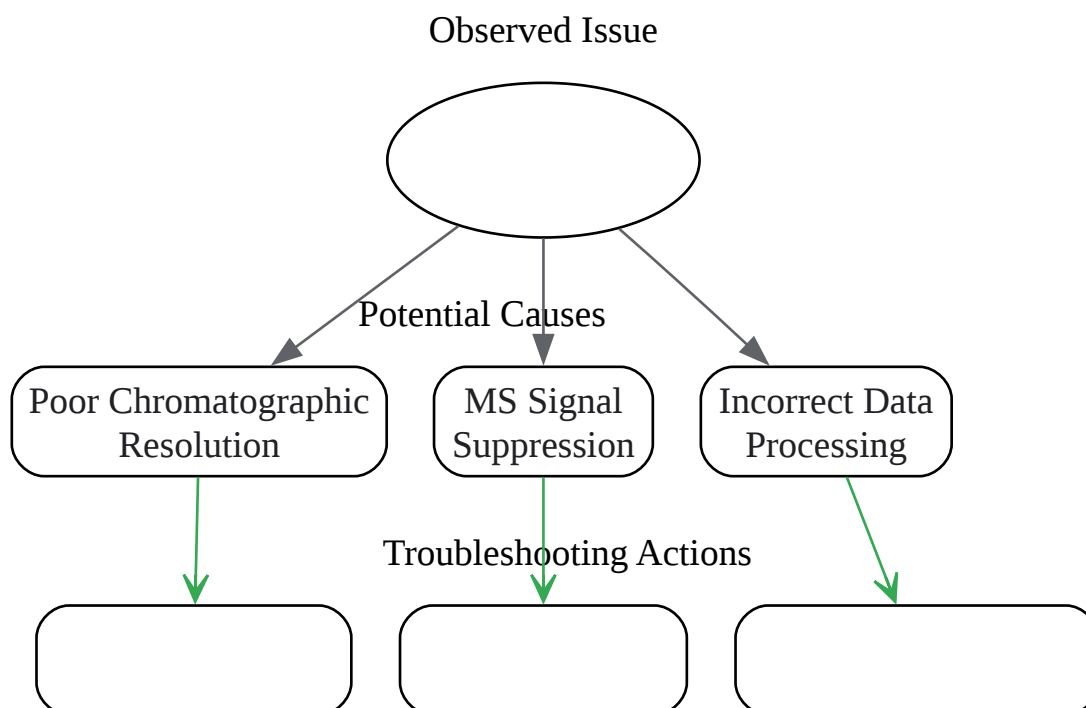 Observed Issue
Potential Causes
Poor Chromatographic
Resolution
MS Signal
Suppression
Incorrect Data
Processing
Troubleshooting Actions